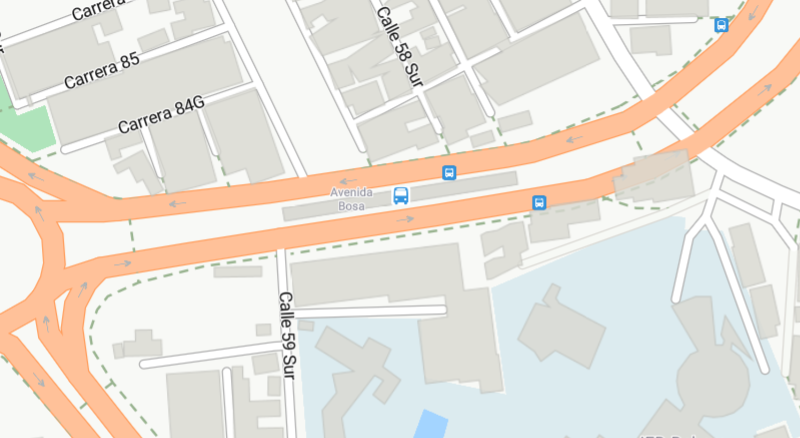 Carrera
Carrera 85
Carrera 84G
Calle 58 Sur
Avenida
Bosa
Calle 59 Sur